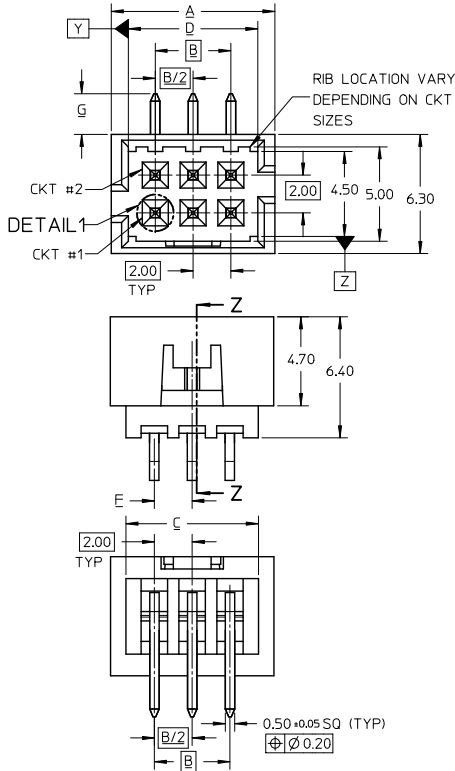 A
Y
D
B
B/2
RIB LOCATION VARY
DEPENDING ON CKT
SIZES
G
CKT #2
DETAIL1
CKT #1
2.00
4.50
5.00
6.30
2.00
TYP
Z
Z
4.70
6.40
E
Z
C
2.00
TYP
B/2
0.50±0.05 SQ (TYP)
⌖ Ø 0.20
B